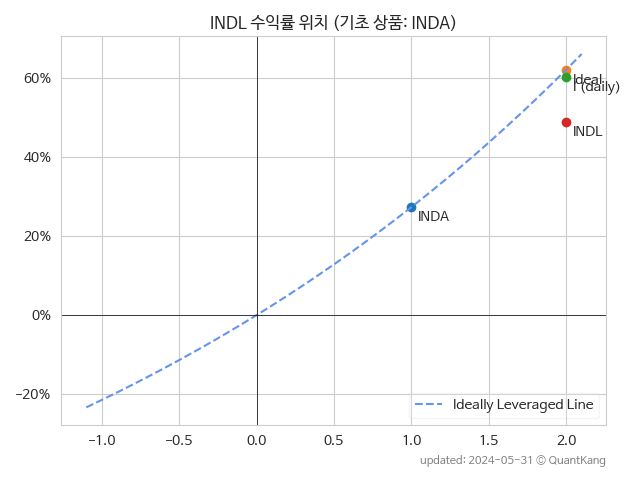 INDL 수익률 위치 (기초 상품: INDA)
60%
40%
20%
0%
−20%
Ideal
I (daily)
INDL
INDA
Ideally Leveraged Line
−1.0
−0.5
0.0
0.5
1.0
1.5
2.0
updated: 2024-05-31 © QuantKang